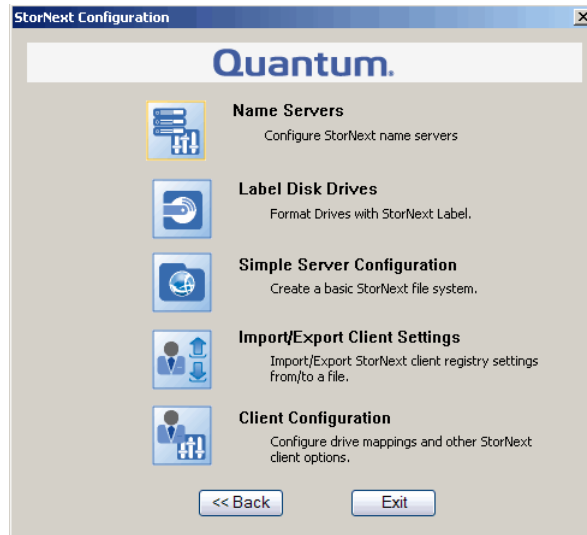 StorNext Configuration
Quantum.
Name Servers
Configure StorNext name servers
Label Disk Drives
Format Drives with StorNext Label.
Simple Server Configuration
Create a basic StorNext file system.
Import/Export Client Settings
Import/Export StorNext client registry settings
from/to a file.
Client Configuration
Configure drive mappings and other StorNext
client options.
<< Back
Exit